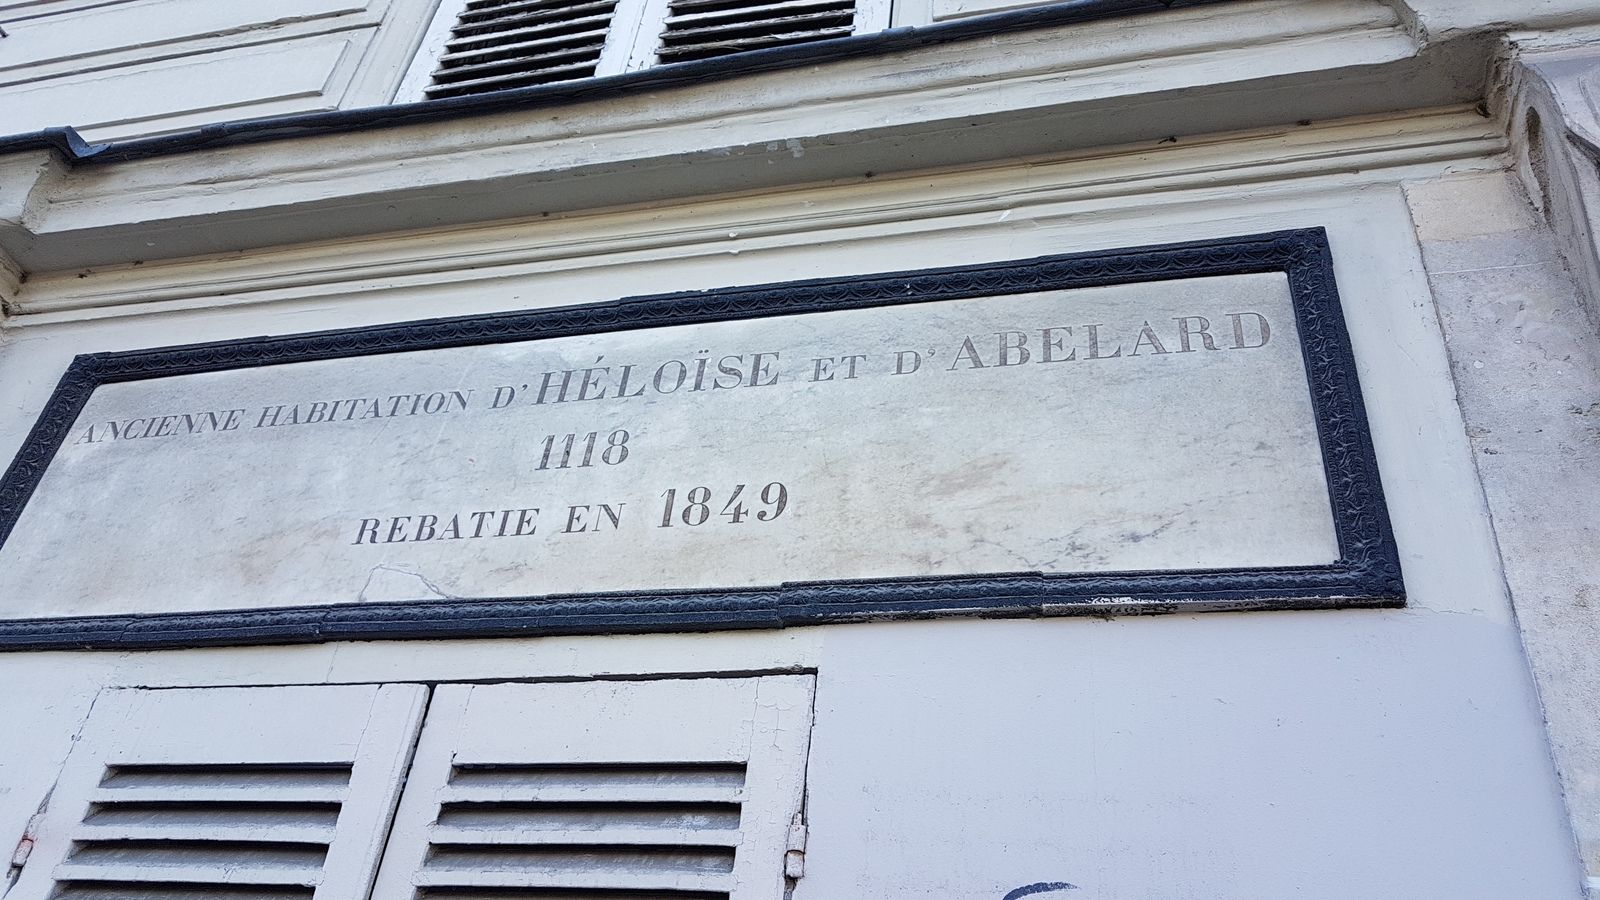 ANCIENNE HABITATION D'HÉLOÏSE ET D'ABELARD
1118
REBATIE EN 1849